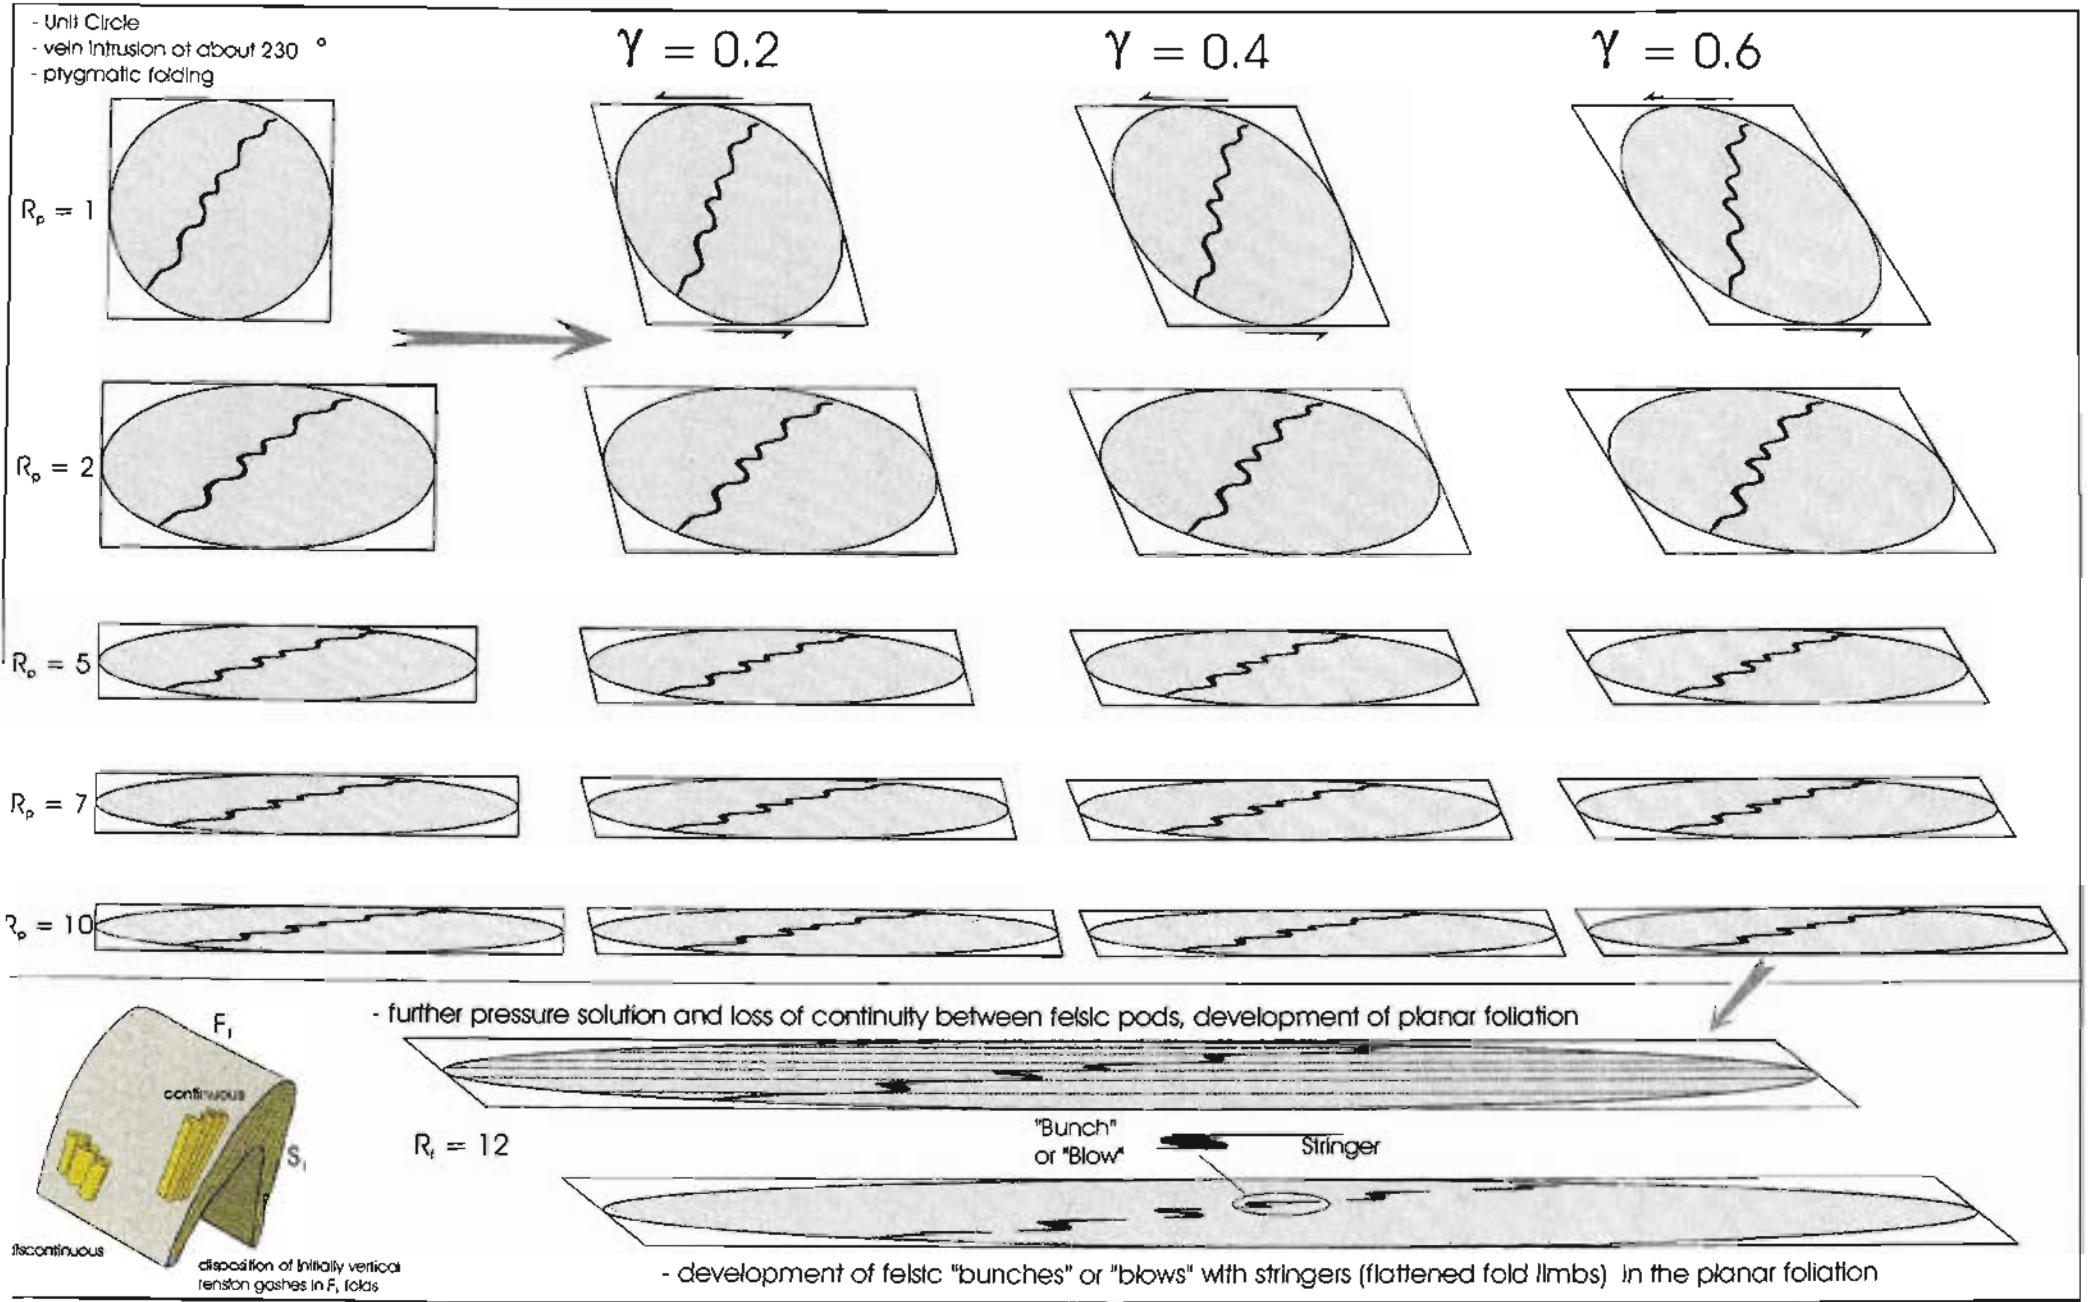 - Unit Circle
- vein intrusion at about 230 °
- ptygmatic folding
γ = 0.2
γ = 0.4
γ = 0.6
Rp = 1
Rp = 2
Rp = 5
Rp = 7
Rp = 10
- further pressure solution and loss of continuity between felsic pods, development of planar foliation
F₁
continuous
S₁
discontinuous
disposition of initially vertical
tension gashes in F₁ folds
Rf = 12
"Bunch"
or "Blow"
Stringer
- development of felsic "bunches" or "blows" with stringers (flattened fold limbs) in the planar foliation